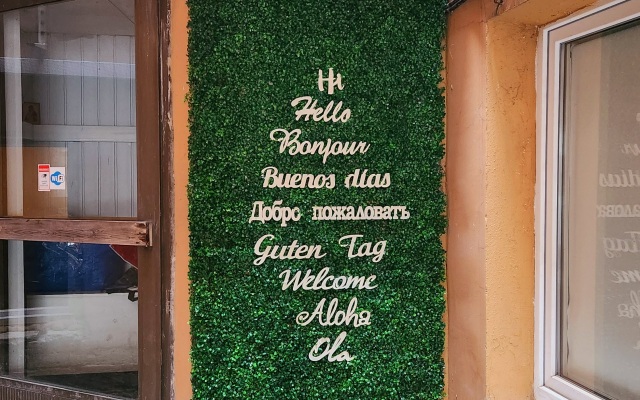 Hi
Hello
Bonjour
Buenos dias
Добро пожаловать
Guten Tag
Welcome
Aloha
Ola